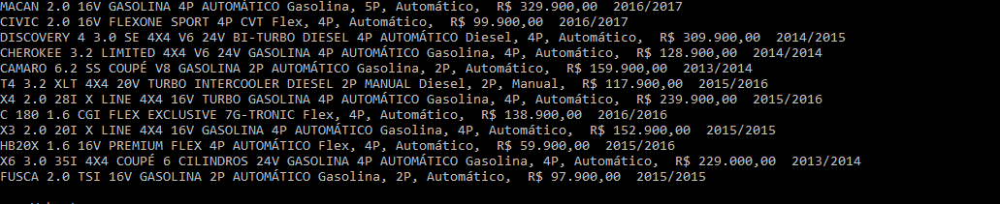 MACAN 2.0 16V GASOLINA 4P AUTOMÁTICO Gasolina, 5P, Automático,  R$ 329.900,00  2016/2017
CIVIC 2.0 16V FLEXONE SPORT 4P CVT Flex, 4P, Automático,  R$ 99.900,00  2016/2017
DISCOVERY 4 3.0 SE 4X4 V6 24V BI-TURBO DIESEL 4P AUTOMÁTICO Diesel, 4P, Automático,  R$ 309.900,00  2014/2015
CHEROKEE 3.2 LIMITED 4X4 V6 24V GASOLINA 4P AUTOMÁTICO Gasolina, 4P, Automático,  R$ 128.900,00  2014/2014
CAMARO 6.2 SS COUPÉ V8 GASOLINA 2P AUTOMÁTICO Gasolina, 2P, Automático,  R$ 159.900,00  2013/2014
T4 3.2 XLT 4X4 20V TURBO INTERCOOLER DIESEL 2P MANUAL Diesel, 2P, Manual,  R$ 117.900,00  2015/2016
X4 2.0 28I X LINE 4X4 16V TURBO GASOLINA 4P AUTOMÁTICO Gasolina, 4P, Automático,  R$ 239.900,00  2015/2016
C 180 1.6 CGI FLEX EXCLUSIVE 7G-TRONIC Flex, 4P, Automático,  R$ 138.900,00  2016/2016
X3 2.0 20I X LINE 4X4 16V GASOLINA 4P AUTOMÁTICO Gasolina, 4P, Automático,  R$ 152.900,00  2015/2015
HB20X 1.6 16V PREMIUM FLEX 4P AUTOMÁTICO Flex, 4P, Automático,  R$ 59.900,00  2015/2016
X6 3.0 35I 4X4 COUPÉ 6 CILINDROS 24V GASOLINA 4P AUTOMÁTICO Gasolina, 4P, Automático,  R$ 229.000,00  2013/2014
FUSCA 2.0 TSI 16V GASOLINA 2P AUTOMÁTICO Gasolina, 2P, Automático,  R$ 97.900,00  2015/2015